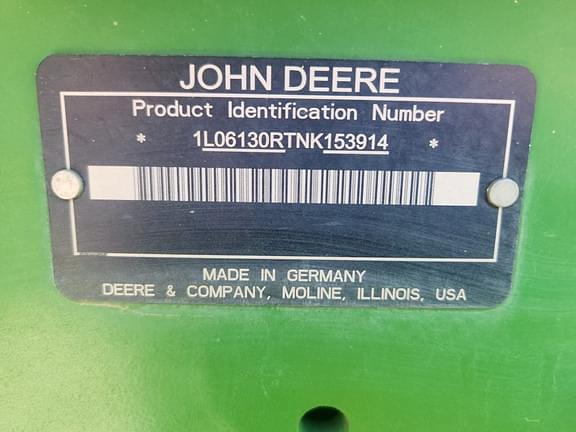 JOHN DEERE
Product Identification Number
* 1L06130RTNK153914 *
MADE IN GERMANY
DEERE & COMPANY, MOLINE, ILLINOIS, USA